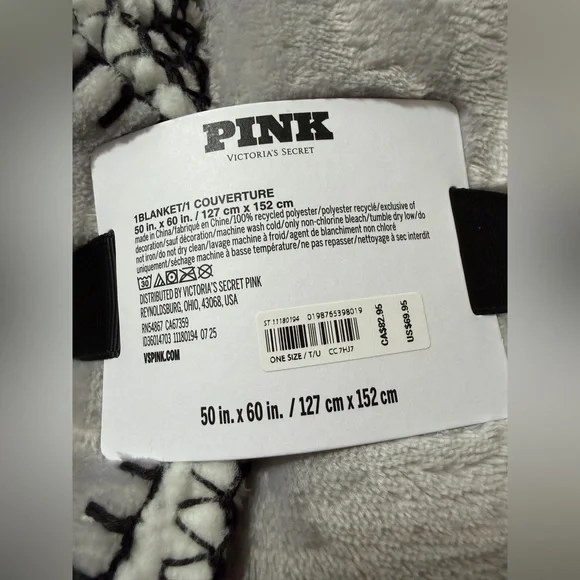 PINK
VICTORIA'S SECRET
1BLANKET/1 COUVERTURE
50 in. x 60 in. / 127 cm x 152 cm
made in China/fabriqué en Chine/100% recycled polyester/polyester recyclé/exclusive of
decoration/sauf décoration/machine wash cold/only non-chlorine bleach/tumble dry low/do
not iron/do not dry clean/lavage machine à froid/agent de blanchiment non chloré
uniquement/séchage machine à basse température/ne pas repasser/nettoyage à sec interdit
30
DISTRIBUTED BY VICTORIA'S SECRET PINK
REYNOLDSBURG, OHIO, 43068, USA
RN54867 CA67359
ID36014703 11180194 07 25
VSPINK.COM
ST 11180194 0198765398019
ONE SIZE / T/U CC 7HJ7
CA$82.95
US$69.95
50 in. x 60 in. / 127 cm x 152 cm